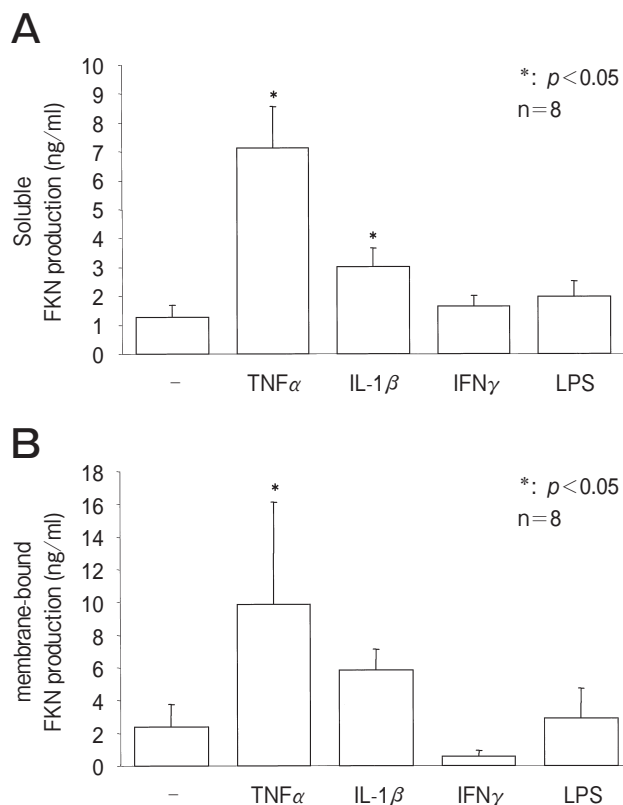 A
Soluble
FKN production (ng/ml)
10
9
8
7
6
5
4
3
2
1
0
*
*
*: p<0.05
n=8
− TNFα IL-1β IFNγ LPS
B
membrane-bound
FKN production (ng/ml)
18
16
14
12
10
8
6
4
2
0
*
*: p<0.05
n=8
− TNFα IL-1β IFNγ LPS